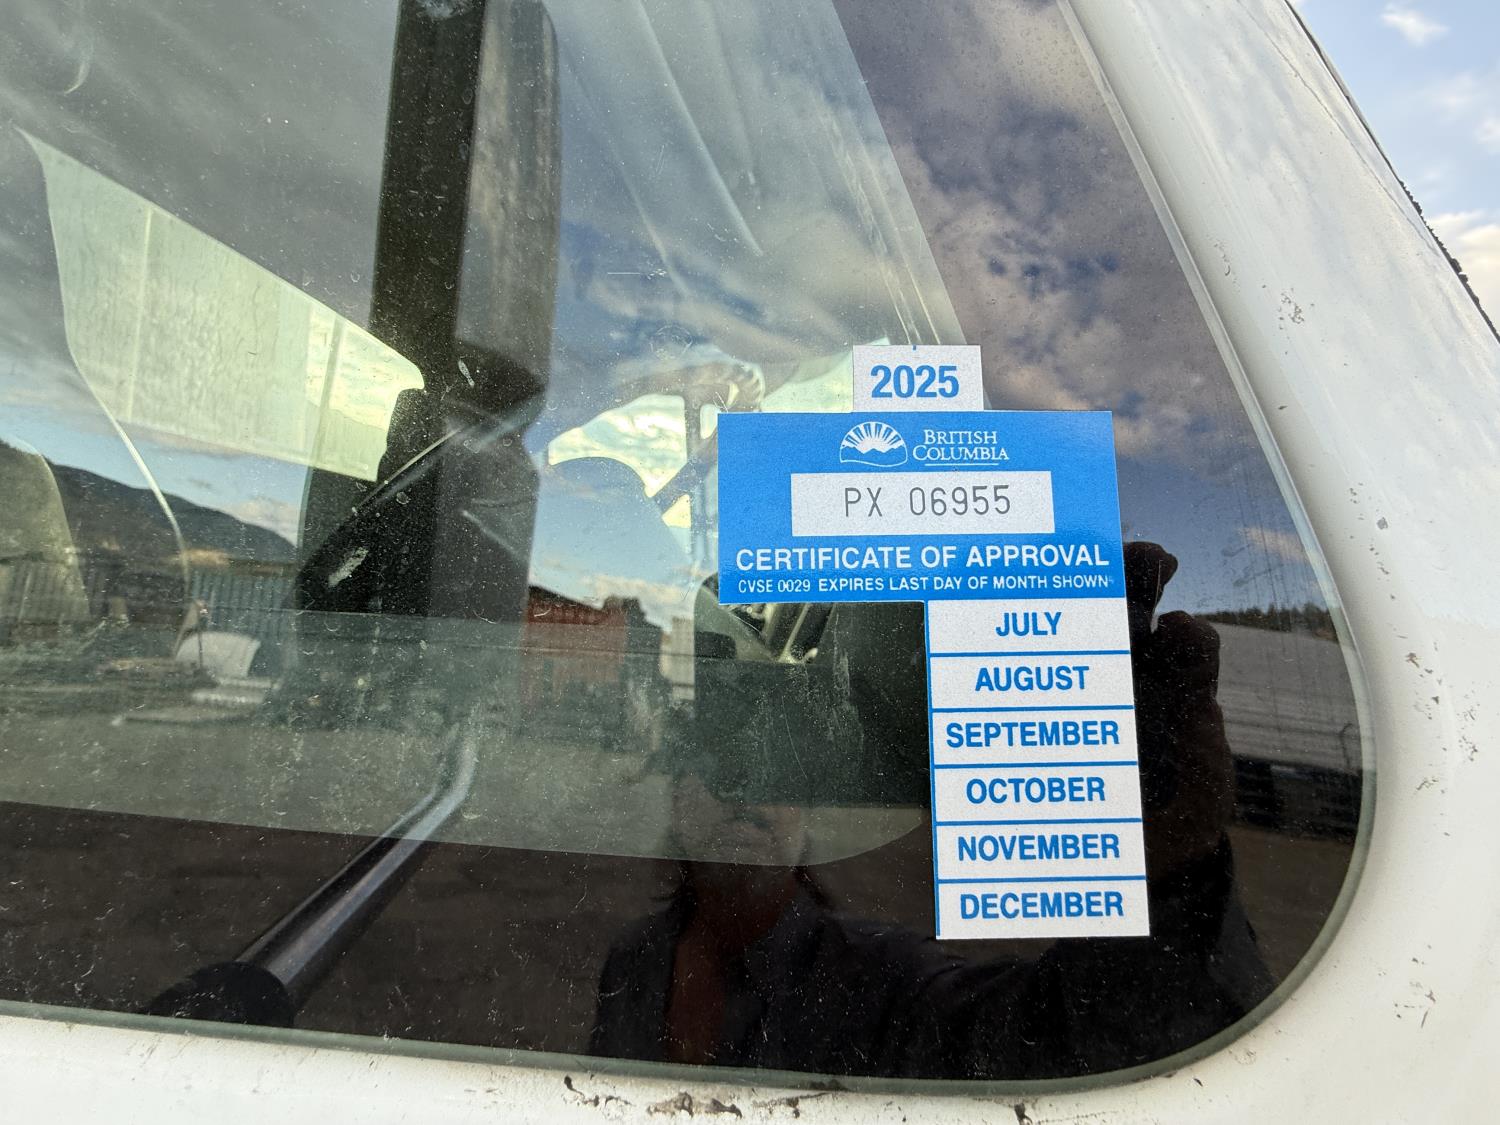 2025
BRITISH
COLUMBIA
PX 06955
CERTIFICATE OF APPROVAL
CVSE 0029 EXPIRES LAST DAY OF MONTH SHOWN
JULY
AUGUST
SEPTEMBER
OCTOBER
NOVEMBER
DECEMBER